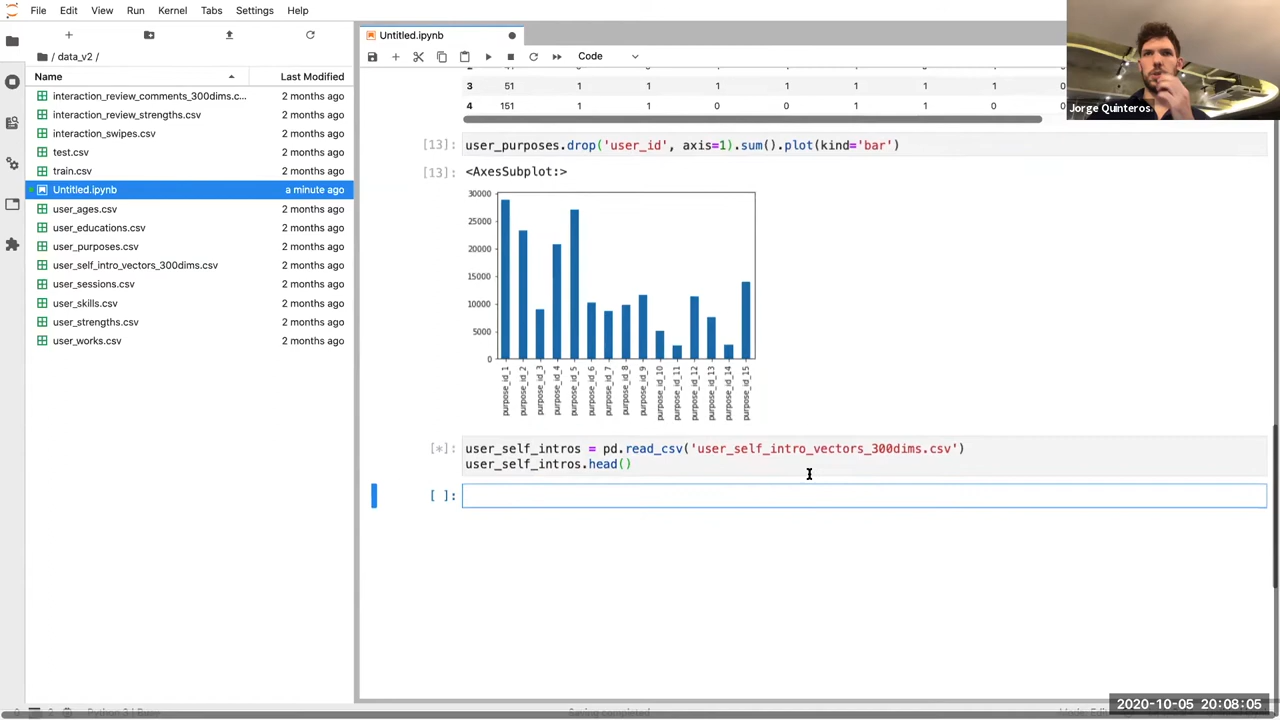 File Edit View Run Kernel Tabs Settings Help
/ data_v2 /
Name Last Modified
interaction_review_comments_300dims.c... 2 months ago
interaction_review_strengths.csv 2 months ago
interaction_swipes.csv 2 months ago
test.csv 2 months ago
train.csv 2 months ago
Untitled.ipynb a minute ago
user_ages.csv 2 months ago
user_educations.csv 2 months ago
user_purposes.csv 2 months ago
user_self_intro_vectors_300dims.csv 2 months ago
user_sessions.csv 2 months ago
user_skills.csv 2 months ago
user_strengths.csv 2 months ago
user_works.csv 2 months ago
Untitled.ipynb
Code
Jorge Quinteros
3 51 1 1 0 0 1 1 1 0
4 151 1 1 0 0 1 1 0 0
[13]: user_purposes.drop('user_id', axis=1).sum().plot(kind='bar')
[13]: <AxesSubplot:>
30000
25000
20000
15000
10000
5000
0
purpose_id_1 purpose_id_2 purpose_id_3 purpose_id_4 purpose_id_5 purpose_id_6 purpose_id_7 purpose_id_8 purpose_id_9 purpose_id_10 purpose_id_11 purpose_id_12 purpose_id_13 purpose_id_14 purpose_id_15
[*]: user_self_intros = pd.read_csv('user_self_intro_vectors_300dims.csv')
user_self_intros.head()
[ ]:
2020-10-05 20:08:05